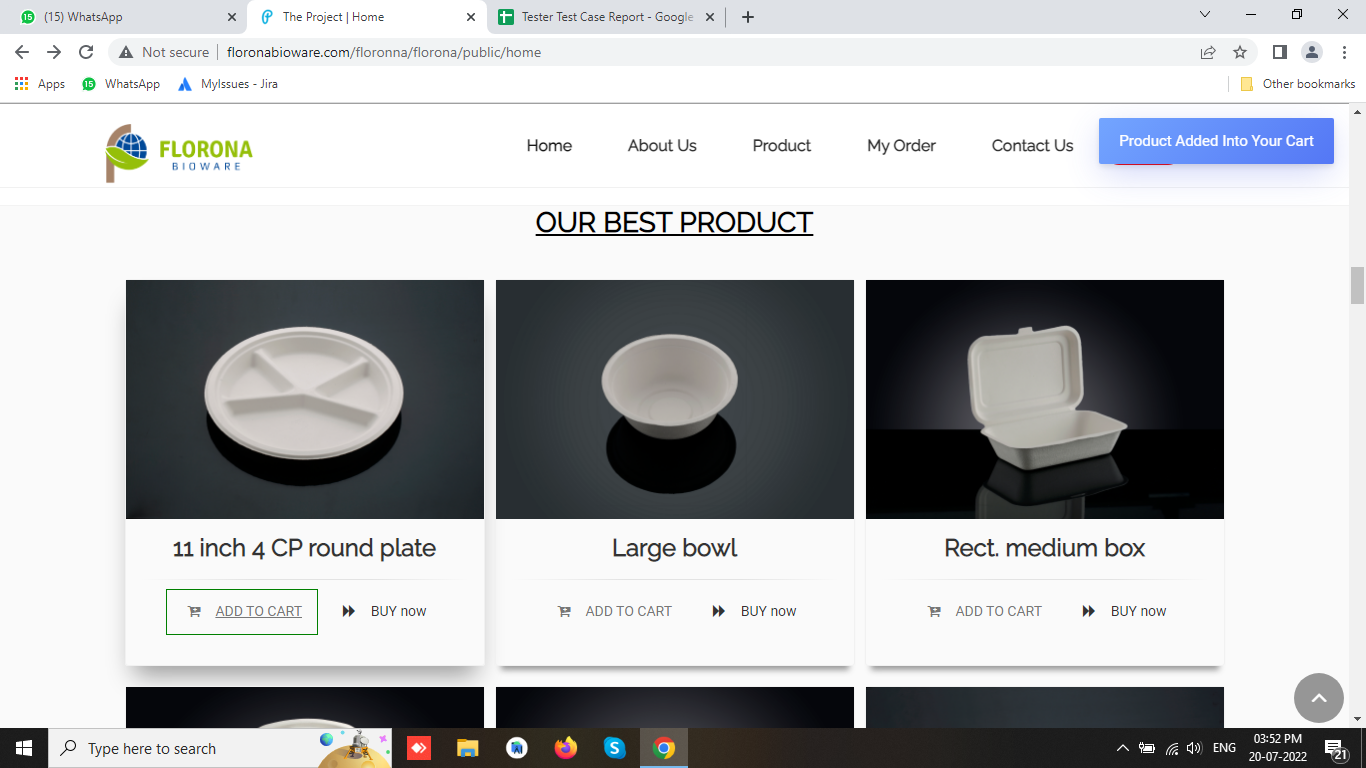 (15) WhatsApp
The Project | Home
Tester Test Case Report - Google
Not secure
floronabioware.com/floronna/florona/public/home
Apps
15
WhatsApp
MyIssues - Jira
Other bookmarks
FLORONA
BIOWARE
Home
About Us
Product
My Order
Contact Us
Product Added Into Your Cart
OUR BEST PRODUCT
11 inch 4 CP round plate
Large bowl
Rect. medium box
ADD TO CART
BUY now
ADD TO CART
BUY now
ADD TO CART
BUY now
Type here to search
ENG
03:52 PM
20-07-2022
21